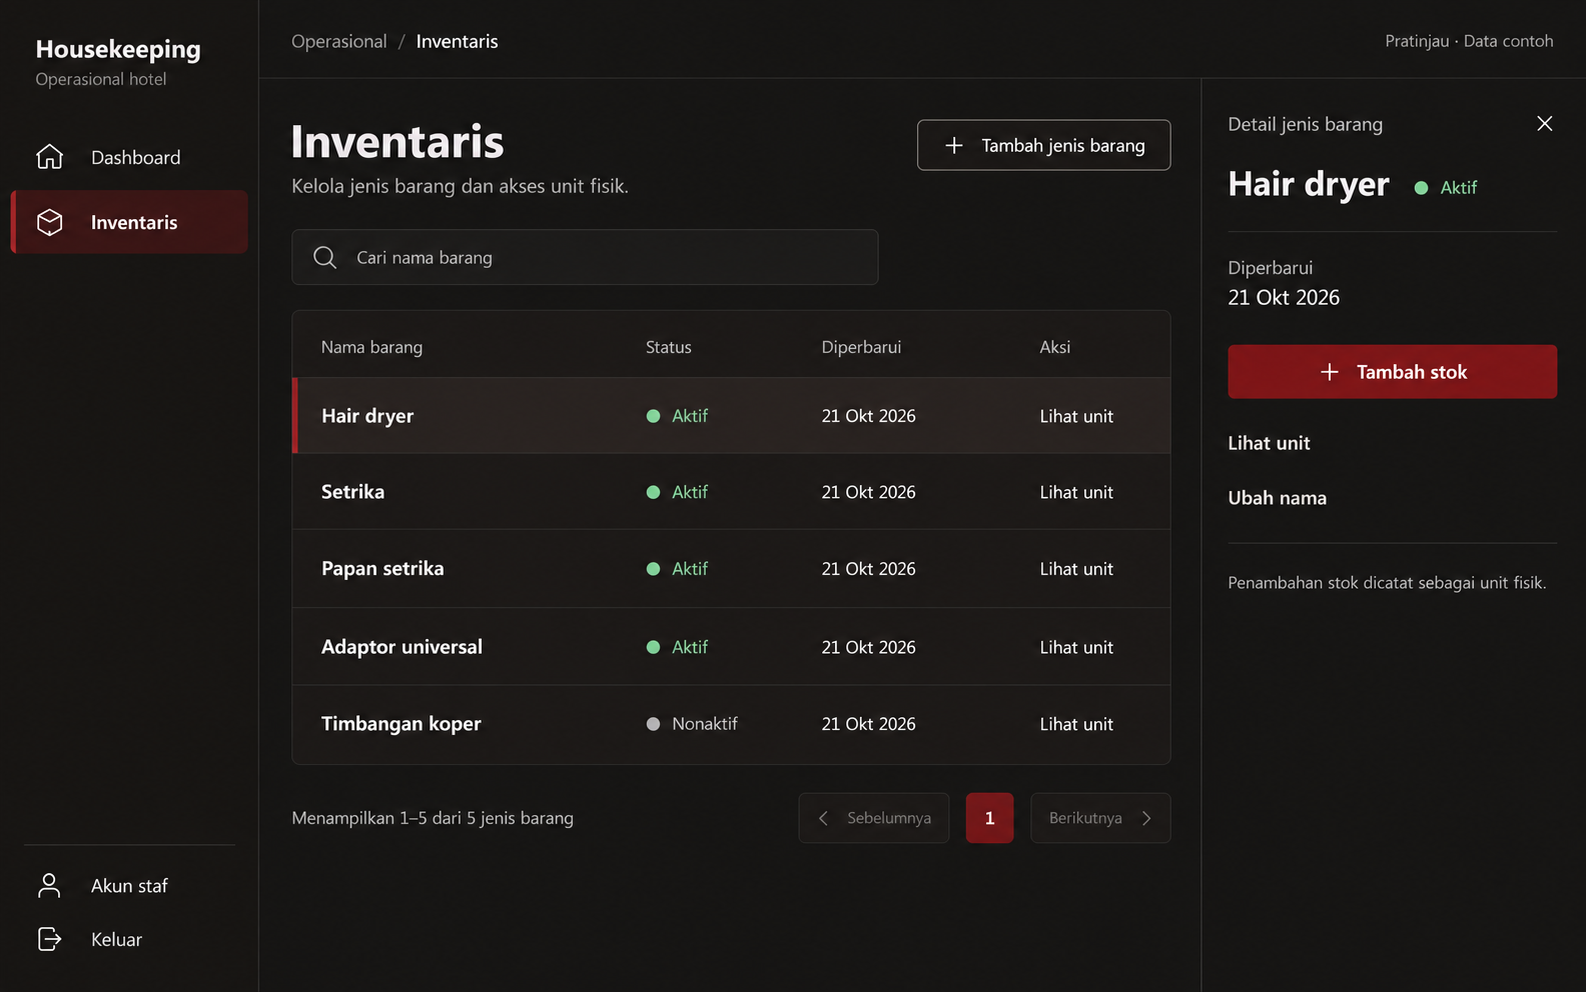 Housekeeping
Operasional hotel
Dashboard
Inventaris
Akun staf
Keluar
Operasional / Inventaris
Pratinjau · Data contoh
Inventaris
Kelola jenis barang dan akses unit fisik.
+ Tambah jenis barang
Cari nama barang
Nama barang Status Diperbarui Aksi
Hair dryer Aktif 21 Okt 2026 Lihat unit
Setrika Aktif 21 Okt 2026 Lihat unit
Papan setrika Aktif 21 Okt 2026 Lihat unit
Adaptor universal Aktif 21 Okt 2026 Lihat unit
Timbangan koper Nonaktif 21 Okt 2026 Lihat unit
Menampilkan 1–5 dari 5 jenis barang
Sebelumnya 1 Berikutnya
Detail jenis barang
Hair dryer Aktif
Diperbarui
21 Okt 2026
+ Tambah stok
Lihat unit
Ubah nama
Penambahan stok dicatat sebagai unit fisik.